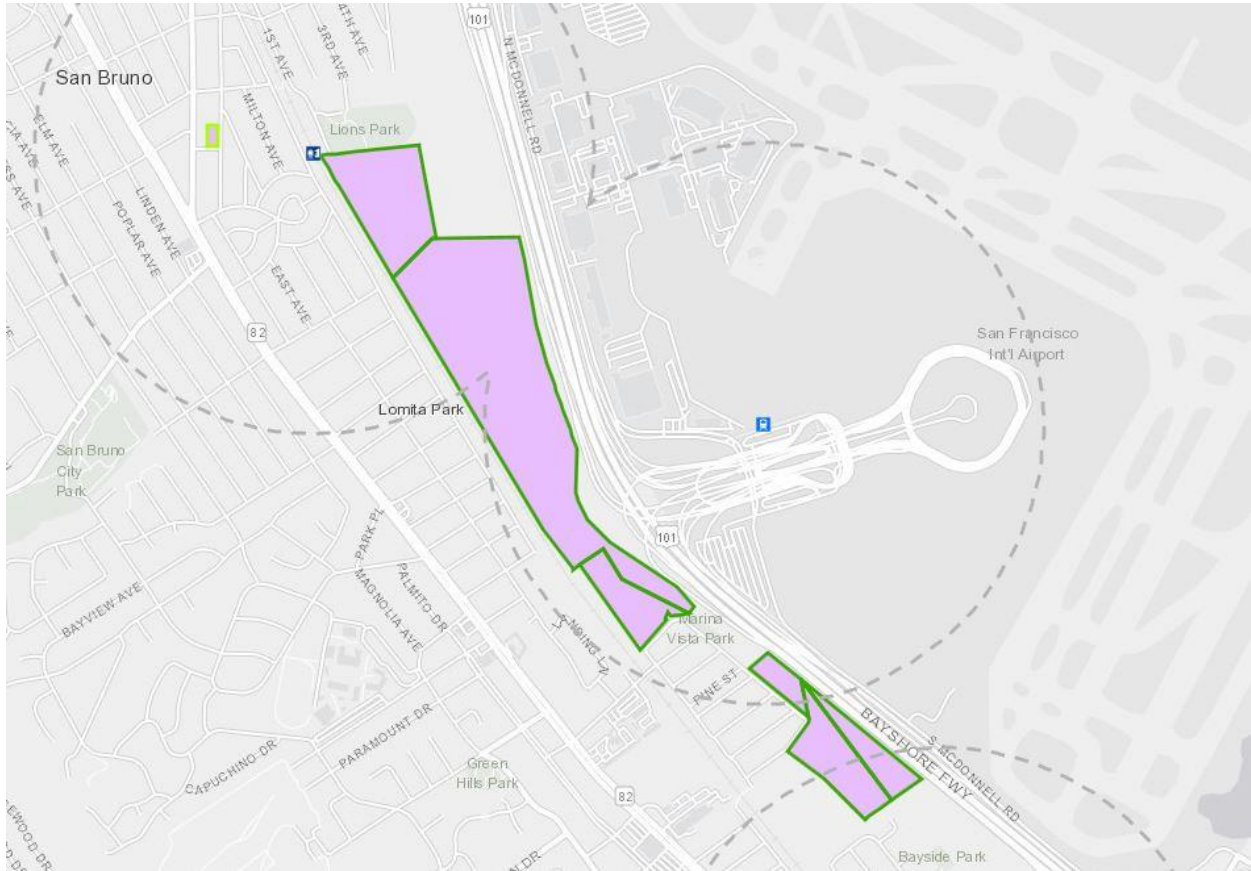 101
4TH AVE
3RD AVE
1ST AVE
N MCDONNELL RD
San Bruno
MILTON AVE
ELM AVE
Lions Park
LINDEN AVE
POPLAR AVE
EAST AVE
82
San Francisco
Int'l Airport
Lomita Park
San Bruno
City
Park
PARK PL
101
PALMITO DR
MAGNOLIA AVE
BAYVIEW AVE
Marina
Vista Park
PINE ST
PARAMOUNT DR
BAYSHORE FWY
S MCDONNELL RD
CAPUCHINO DR
Green
Hills Park
82
Bayside Park